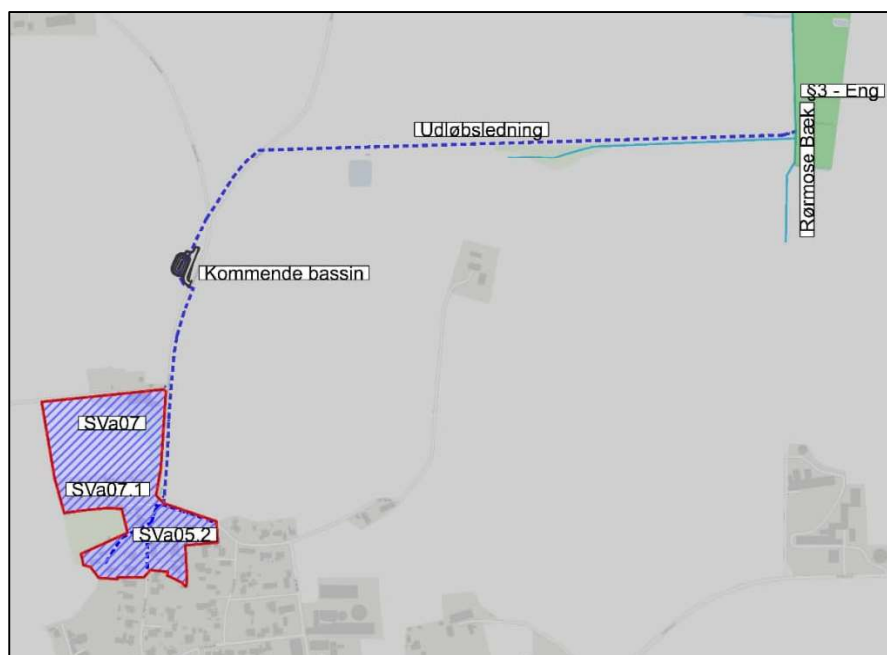 §3 - Eng
Udløbsledning
Rørmose Bæk
Kommende bassin
SVa07
SVa07.1
SVa05.2